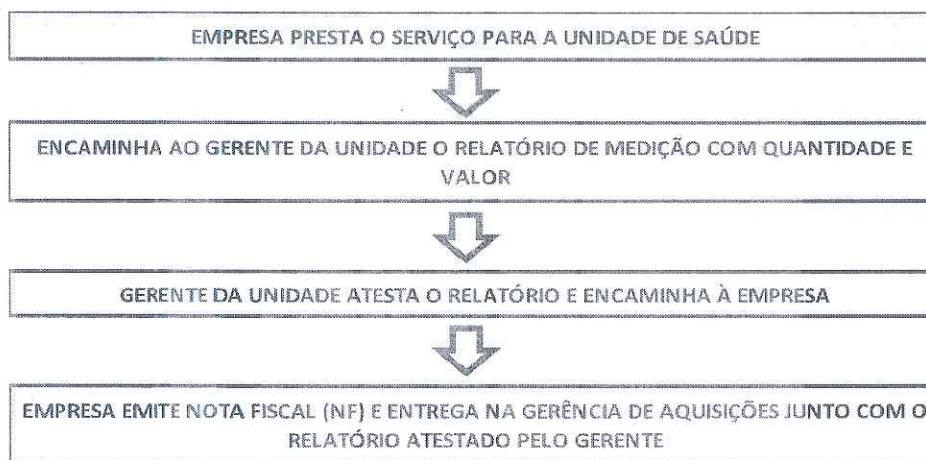 EMPRESA PRESTA O SERVIÇO PARA A UNIDADE DE SAÚDE
ENCAMINHA AO GERENTE DA UNIDADE O RELATÓRIO DE MEDIÇÃO COM QUANTIDADE E
VALOR
GERENTE DA UNIDADE ATESTA O RELATÓRIO E ENCAMINHA À EMPRESA
EMPRESA EMITE NOTA FISCAL (NF) E ENTREGA NA GERÊNCIA DE AQUISIÇÕES JUNTO COM O
RELATÓRIO ATESTADO PELO GERENTE